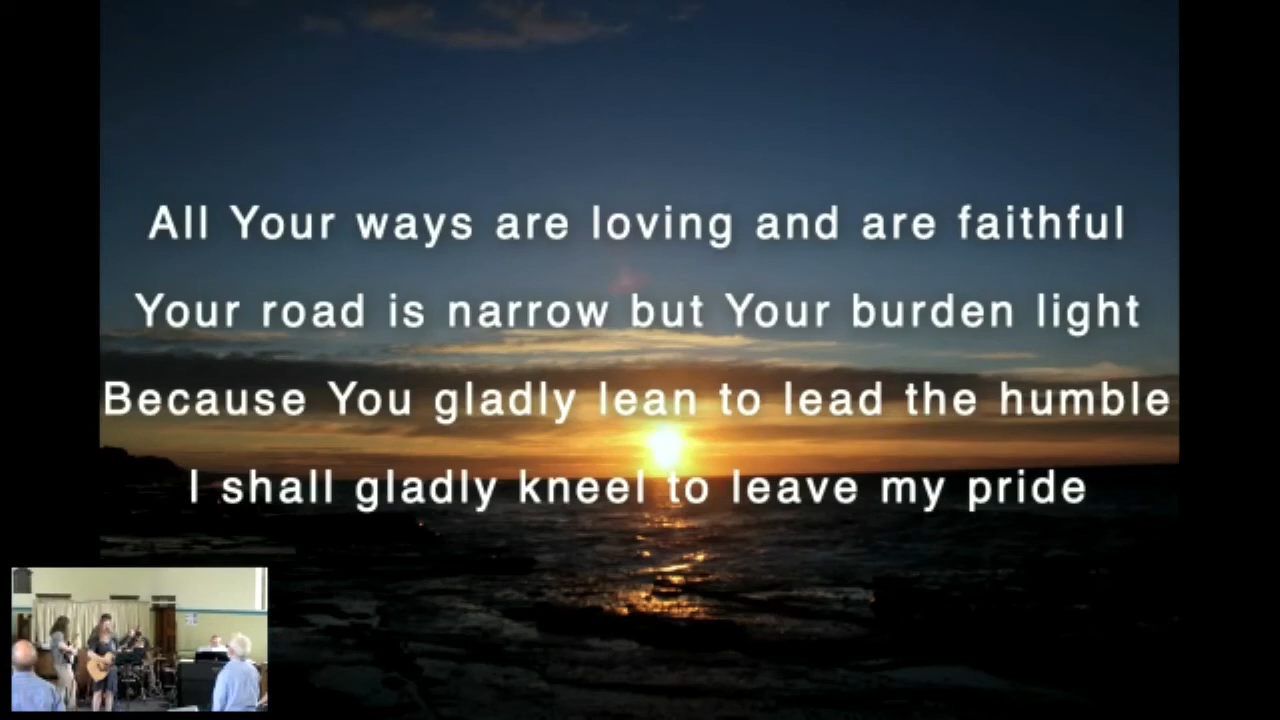 All Your ways are loving and are faithful
Your road is narrow but Your burden light
Because You gladly lean to lead the humble
I shall gladly kneel to leave my pride